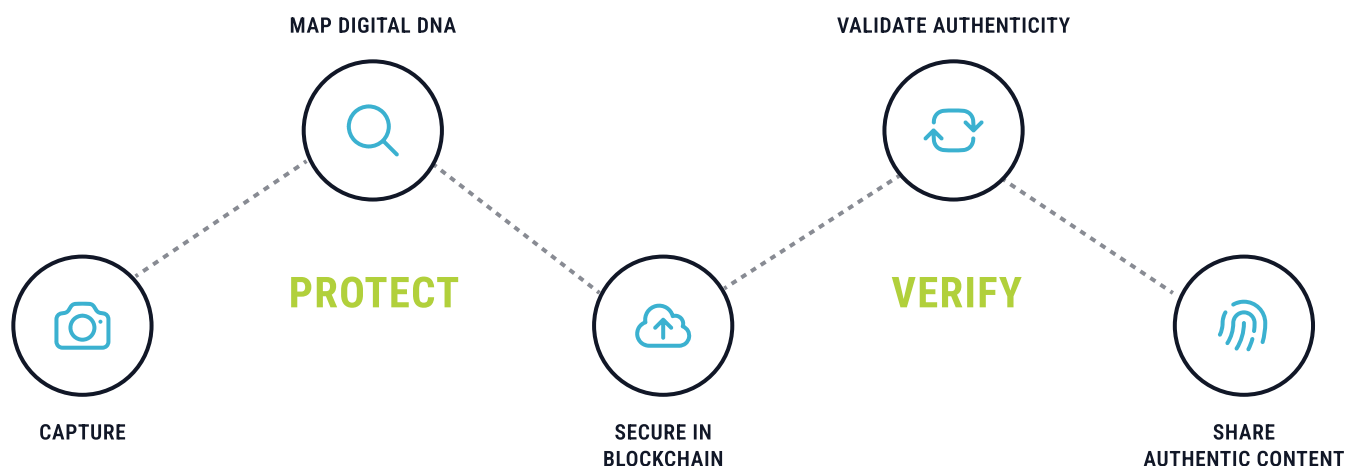 MAP DIGITAL DNA
VALIDATE AUTHENTICITY
PROTECT
VERIFY
CAPTURE
SECURE IN
BLOCKCHAIN
SHARE
AUTHENTIC CONTENT